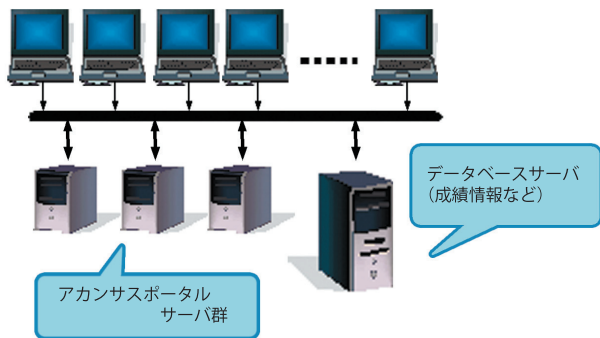 データベースサーバ
（成績情報など）
アカンサスポータル
サーバ群